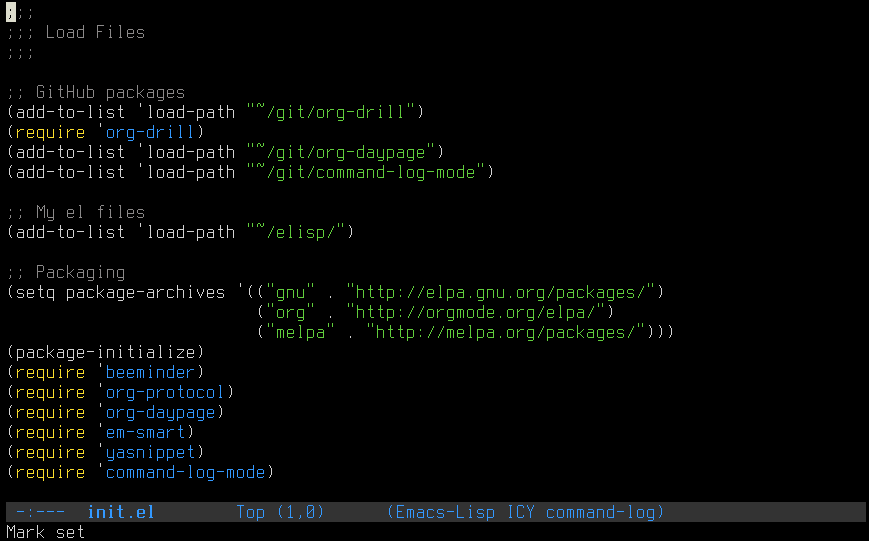 ;;;
;;; Load Files
;;;

;; GitHub packages
(add-to-list 'load-path "~/git/org-drill")
(require 'org-drill)
(add-to-list 'load-path "~/git/org-daypage")
(add-to-list 'load-path "~/git/command-log-mode")

;; My el files
(add-to-list 'load-path "~/elisp/")

;; Packaging
(setq package-archives '(("gnu" . "http://elpa.gnu.org/packages/")
                         ("org" . "http://orgmode.org/elpa/")
                         ("melpa" . "http://melpa.org/packages/")))
(package-initialize)
(require 'beeminder)
(require 'org-protocol)
(require 'org-daypage)
(require 'em-smart)
(require 'yasnippet)
(require 'command-log-mode)

-:---  init.el        Top (1,0)      (Emacs-Lisp ICY command-log)
Mark set